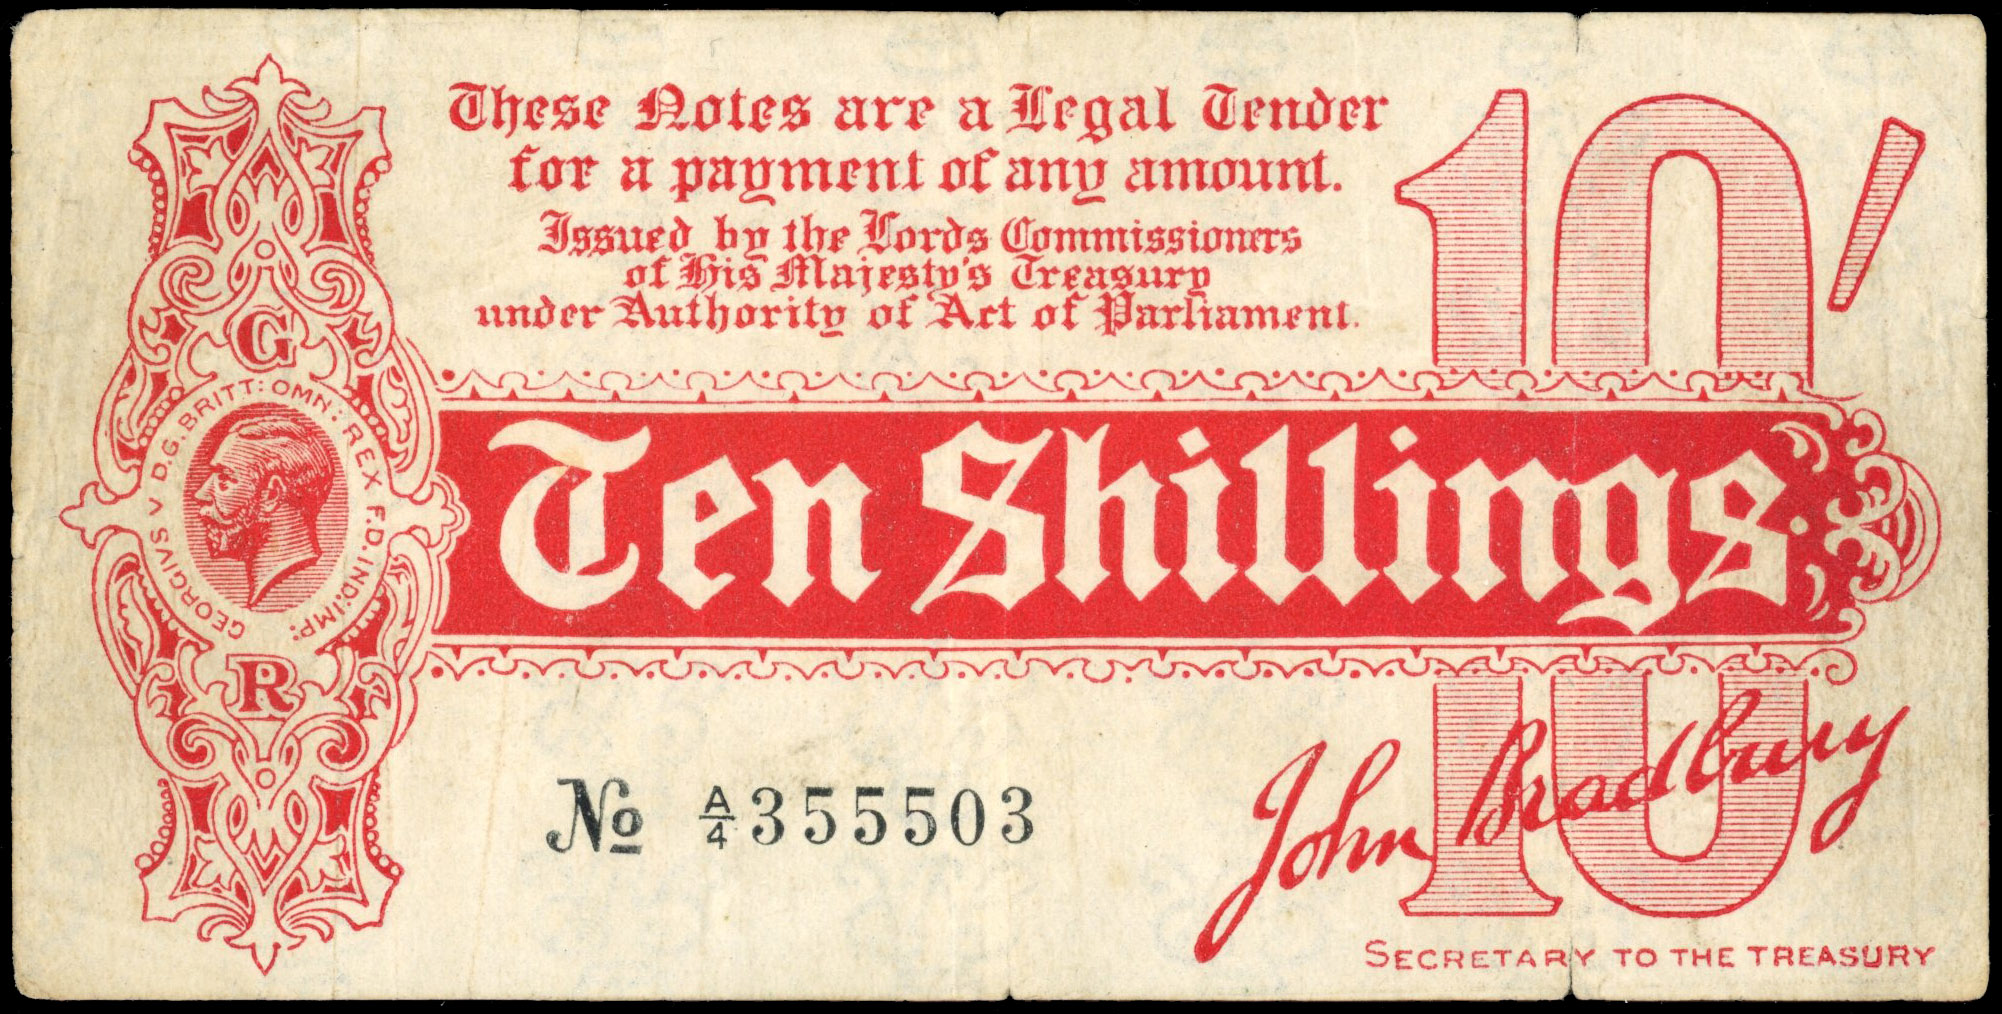 These Notes are a Legal Tender
for a payment of any amount.
Issued by the Lords Commissioners
of His Majesty's Treasury
under Authority of Act of Parliament.
10/
G
GEORGIVS V D.G. BRITT: OMN: REX F.D. IND: IMP:
R
Ten Shillings
No A/4 355503
John Bradbury
SECRETARY TO THE TREASURY